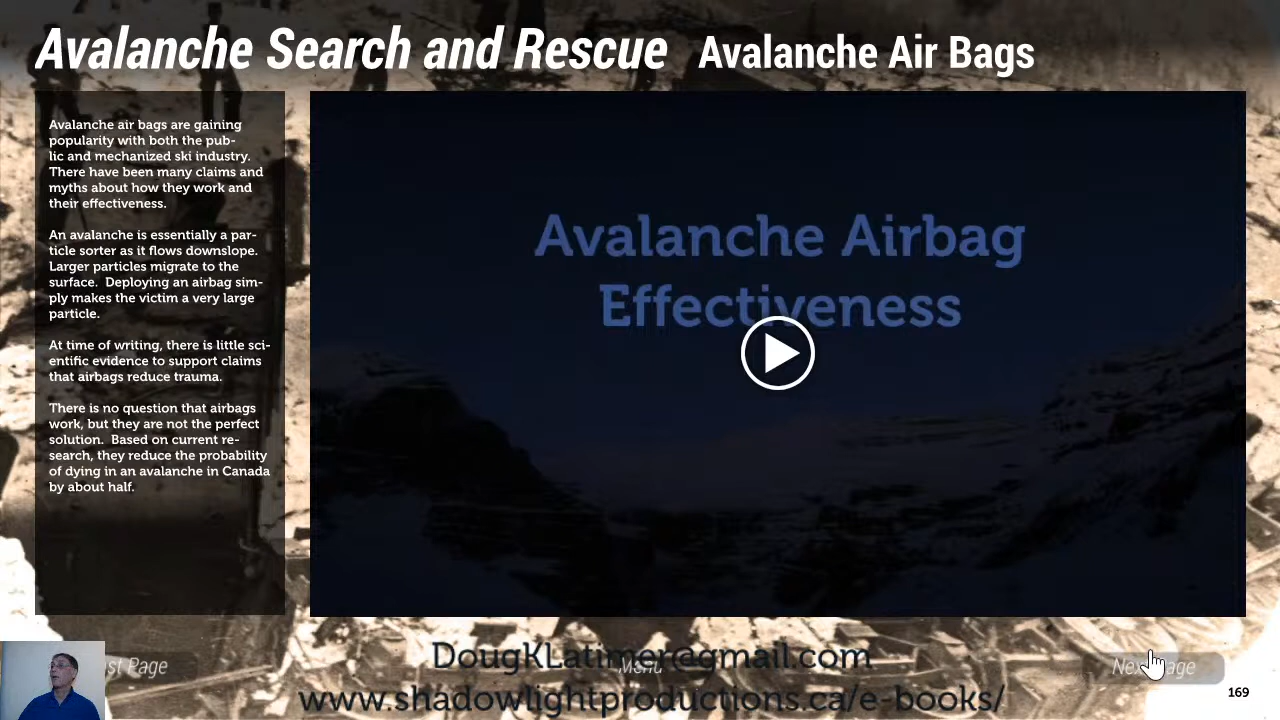 Avalanche Search and Rescue Avalanche Air Bags
Avalanche air bags are gaining
popularity with both the pub-
lic and mechanized ski industry.
There have been many claims and
myths about how they work and
their effectiveness.
An avalanche is essentially a par-
ticle sorter as it flows downslope.
Larger particles migrate to the
surface. Deploying an airbag sim-
ply makes the victim a very large
particle.
At time of writing, there is little sci-
entific evidence to support claims
that airbags reduce trauma.
There is no question that airbags
work, but they are not the perfect
solution. Based on current re-
search, they reduce the probability
of dying in an avalanche in Canada
by about half.
Avalanche Airbag
Effectiveness
Page
Menu
DougKLatimer@gmail.com
www.shadowlightproductions.ca/e-books/
169